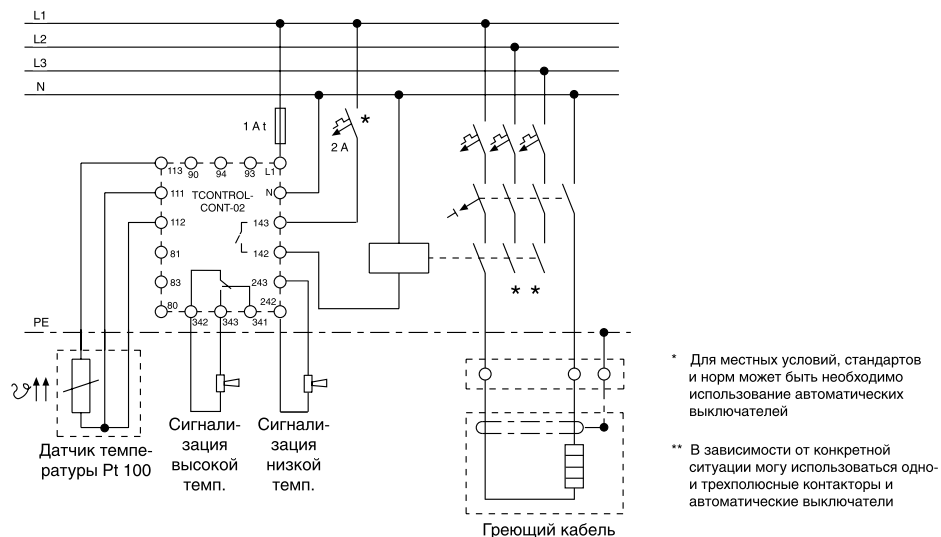 L1
L2
L3
N
1 A t
*
2 A
113
90
94
93
L1
111
TCONTROL-
CONT-02
N
112
143
81
142
83
243
80
242
342
343
341
* *
PE
ϑ
Датчик темпе-
ратуры Pt 100
Сигнали-
зация
высокой
темп.
Сигнали-
зация
низкой
темп.
Греющий кабель
* Для местных условий, стандартов
и норм может быть необходимо
использование автоматических
выключателей
** В зависимости от конкретной
ситуации могу использоваться одно-
и трехполюсные контакторы и
автоматические выключатели